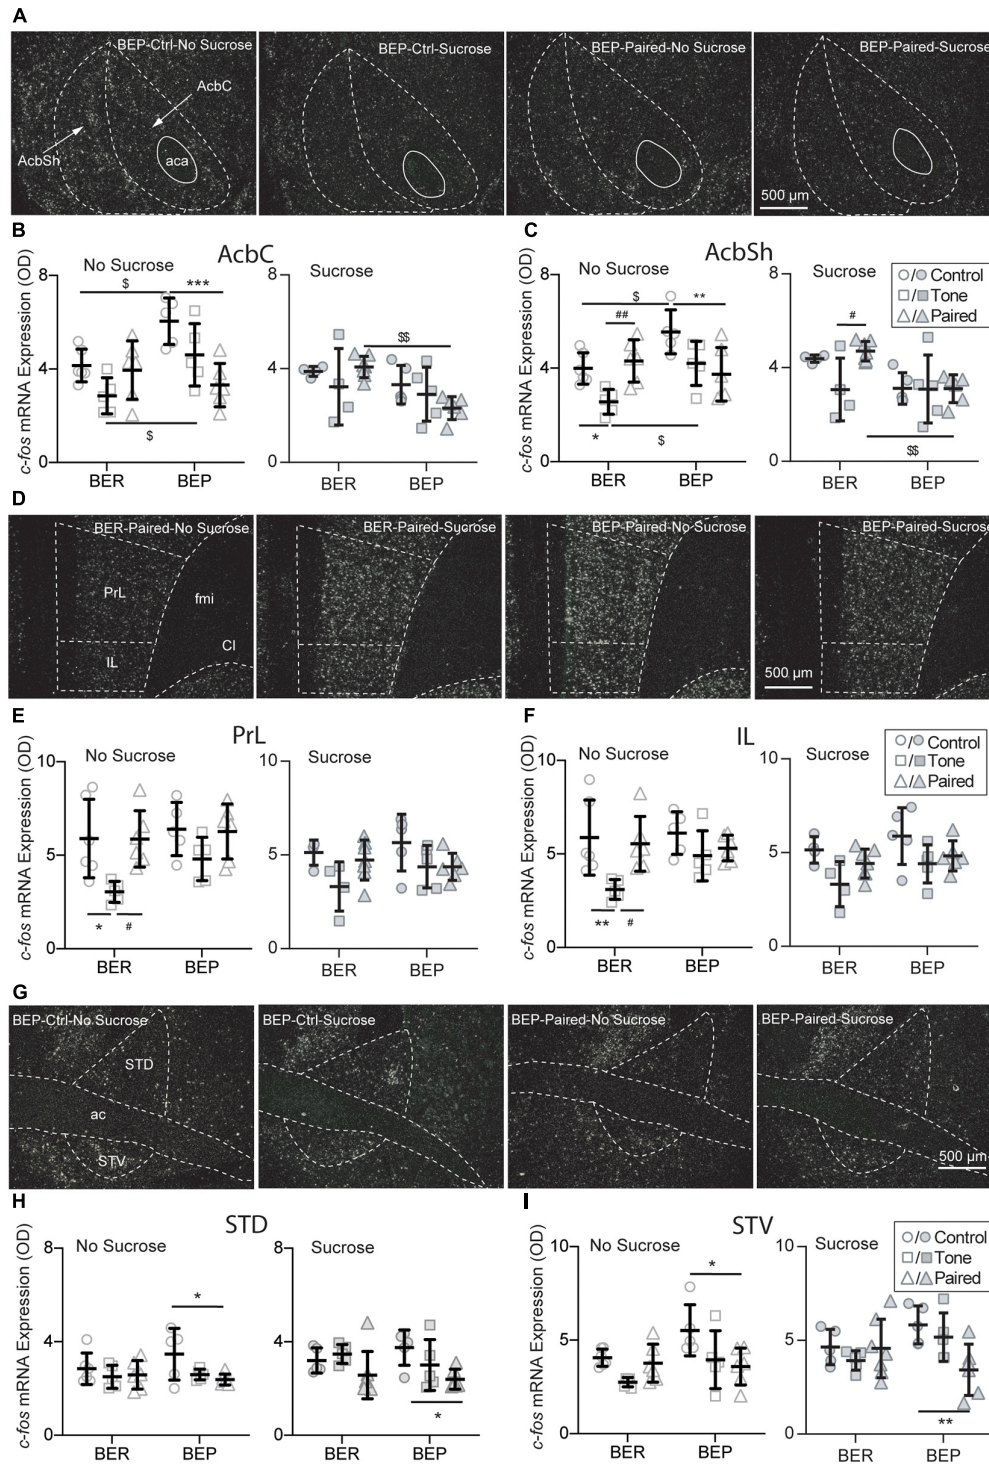 A
BEP-Ctrl-No Sucrose
BEP-Ctrl-Sucrose
BEP-Paired-No Sucrose
BEP-Paired-Sucrose
AcbC
AcbSh
aca
500 µm
B
AcbC
c-fos mRNA Expression (OD)
No Sucrose
Sucrose
8
4
0
$
***
$
BER
BEP
8
4
0
$$
BER
BEP
C
AcbSh
c-fos mRNA Expression (OD)
No Sucrose
Sucrose
/ Control
/ Tone
/ Paired
8
4
0
$
**
##
*
$
BER
BEP
8
4
0
#
$$
BER
BEP
D
BER-Paired-No Sucrose
BER-Paired-Sucrose
BEP-Paired-No Sucrose
BEP-Paired-Sucrose
PrL
fmi
Cl
IL
500 µm
E
PrL
c-fos mRNA Expression (OD)
No Sucrose
Sucrose
10
5
0
*
#
BER
BEP
10
5
0
BER
BEP
F
IL
c-fos mRNA Expression (OD)
No Sucrose
Sucrose
/ Control
/ Tone
/ Paired
10
5
0
**
#
BER
BEP
10
5
0
BER
BEP
G
BEP-Ctrl-No Sucrose
BEP-Ctrl-Sucrose
BEP-Paired-No Sucrose
BEP-Paired-Sucrose
STD
ac
STV
500 µm
H
STD
c-fos mRNA Expression (OD)
No Sucrose
Sucrose
8
4
0
*
BER
BEP
8
4
0
*
BER
BEP
I
STV
c-fos mRNA Expression (OD)
No Sucrose
Sucrose
/ Control
/ Tone
/ Paired
10
5
0
*
BER
BEP
10
5
0
**
BER
BEP